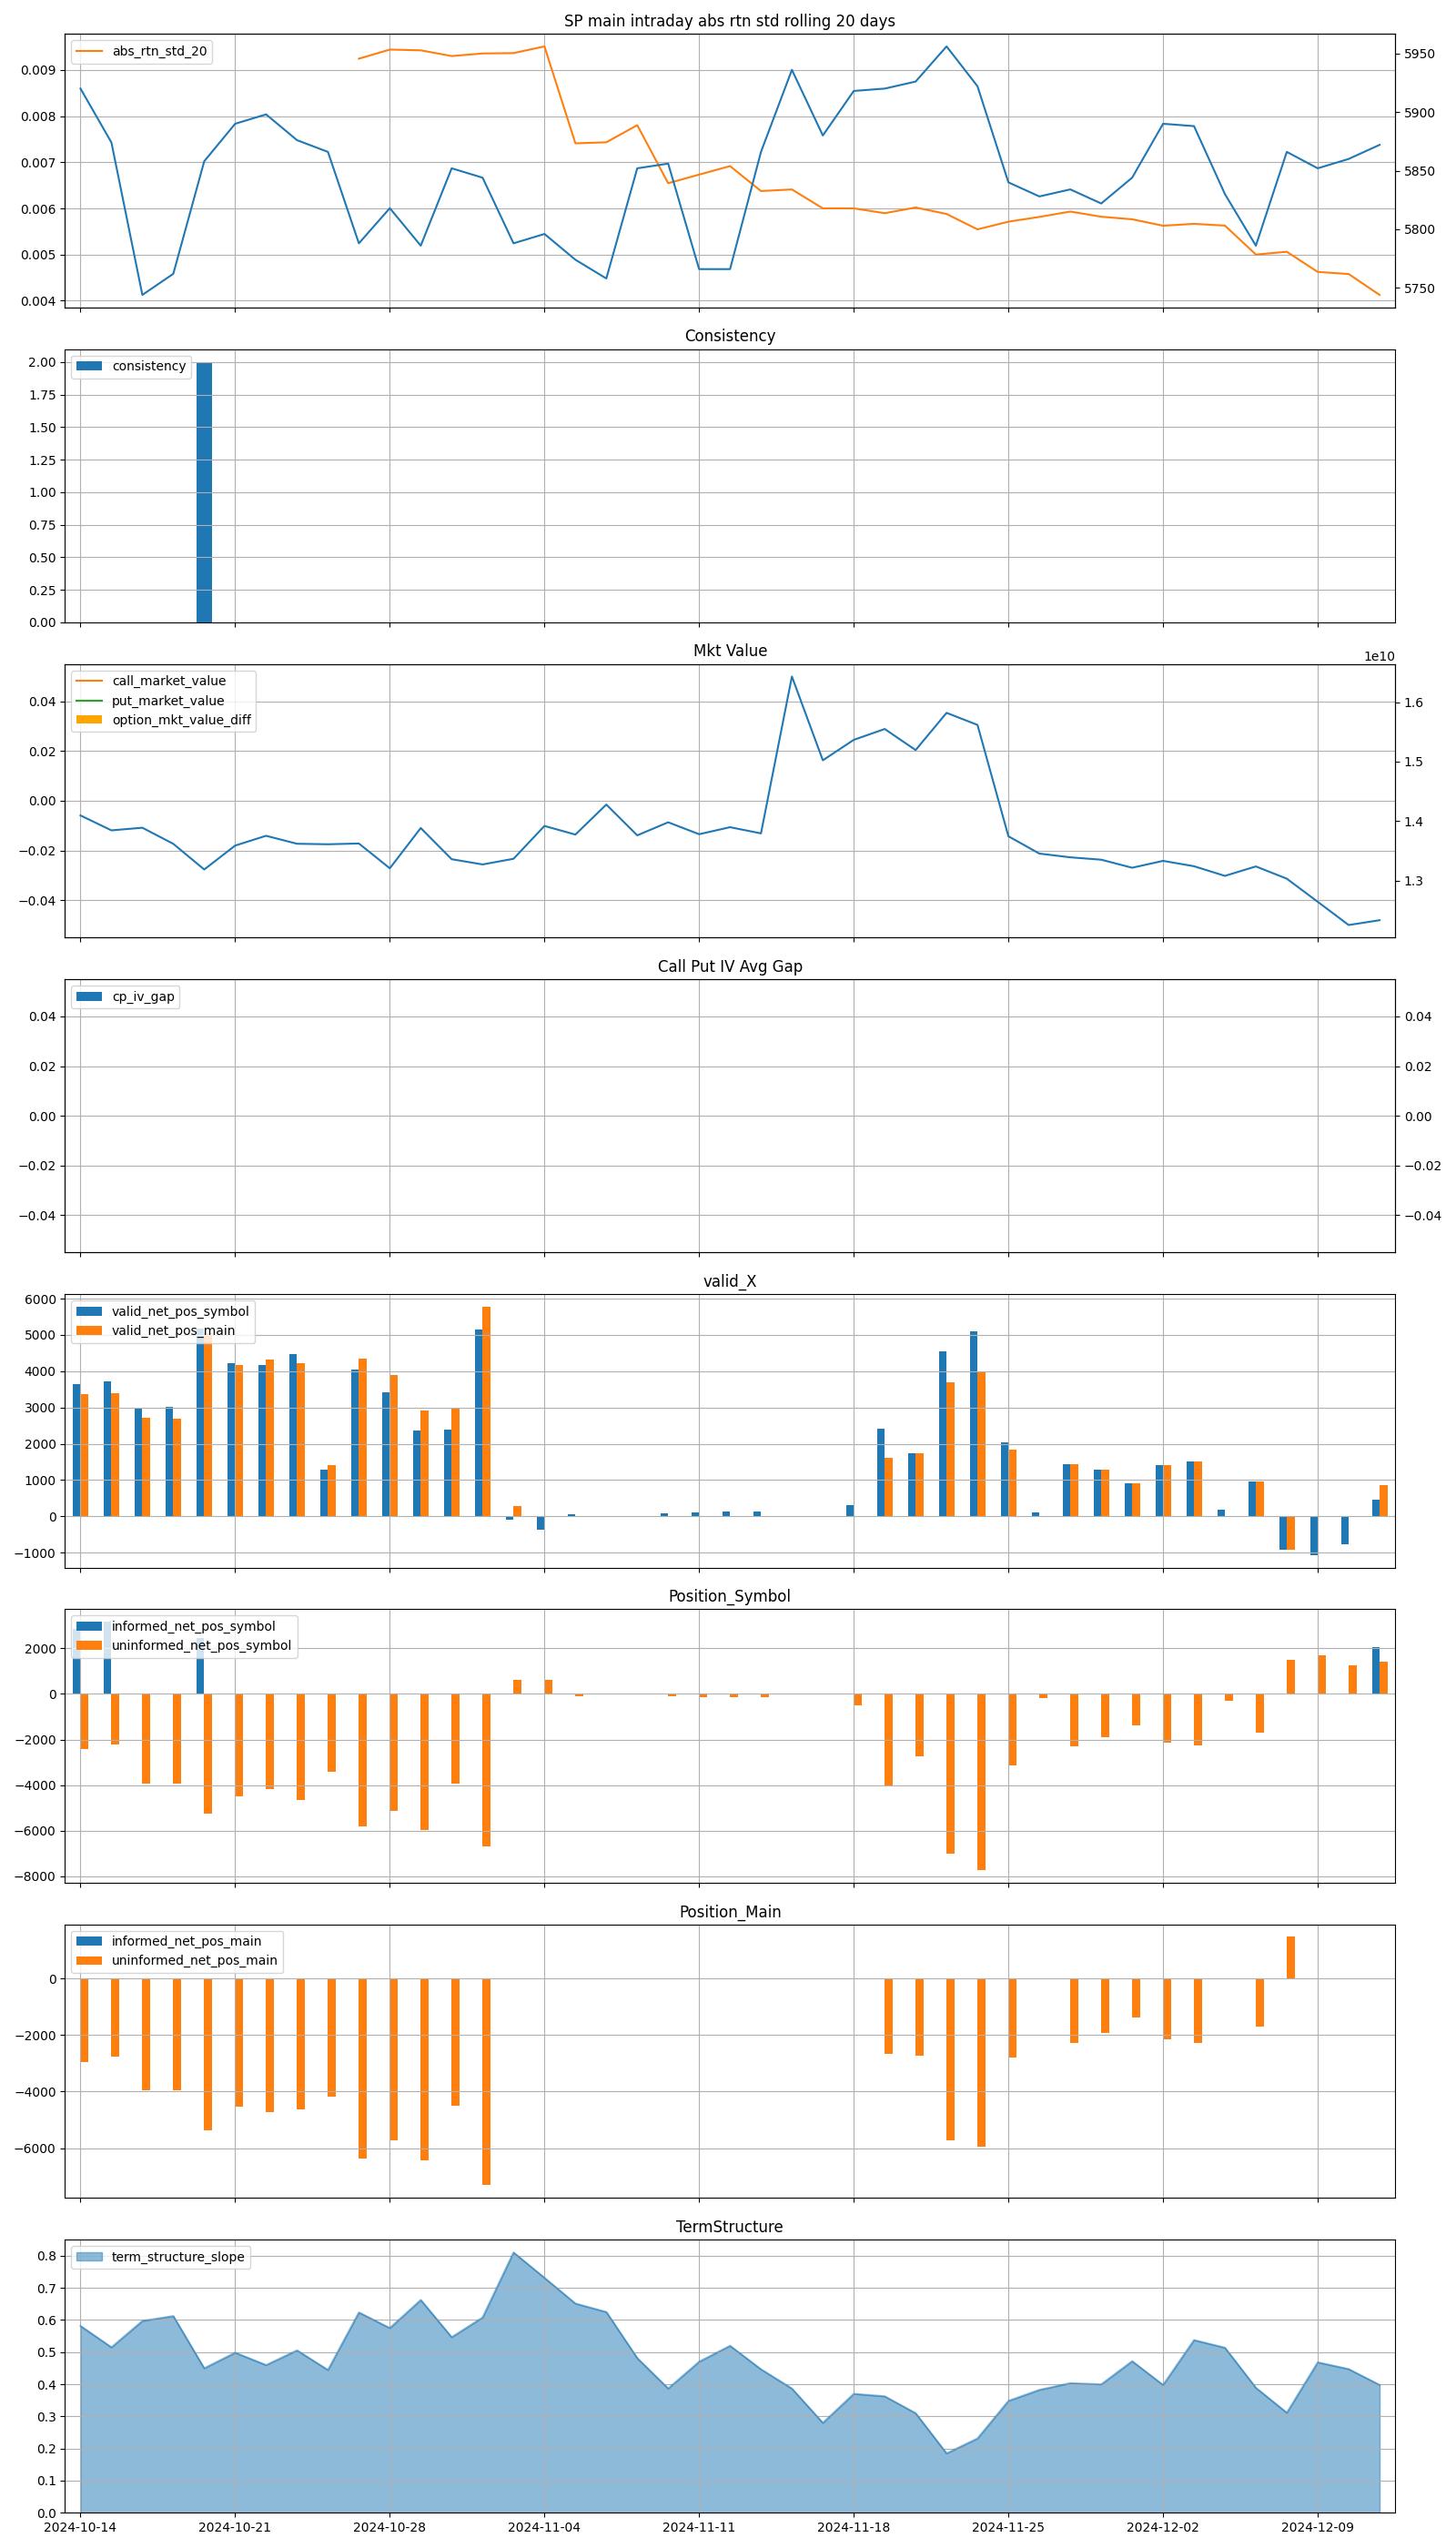 SP main intraday abs rtn std rolling 20 days
abs_rtn_std_20
0.009
0.008
0.007
0.006
0.005
0.004
5950
5900
5850
5800
5750
Consistency
consistency
2.00
1.75
1.50
1.25
1.00
0.75
0.50
0.25
0.00
Mkt Value
1e10
call_market_value
put_market_value
option_mkt_value_diff
0.04
0.02
0.00
−0.02
−0.04
1.6
1.5
1.4
1.3
Call Put IV Avg Gap
cp_iv_gap
0.04
0.02
0.00
−0.02
−0.04
0.04
0.02
0.00
−0.02
−0.04
valid_X
valid_net_pos_symbol
valid_net_pos_main
6000
5000
4000
3000
2000
1000
0
−1000
Position_Symbol
informed_net_pos_symbol
uninformed_net_pos_symbol
2000
0
−2000
−4000
−6000
−8000
Position_Main
informed_net_pos_main
uninformed_net_pos_main
0
−2000
−4000
−6000
TermStructure
term_structure_slope
0.8
0.7
0.6
0.5
0.4
0.3
0.2
0.1
0.0
2024-10-14 2024-10-21 2024-10-28 2024-11-04 2024-11-11 2024-11-18 2024-11-25 2024-12-02 2024-12-09